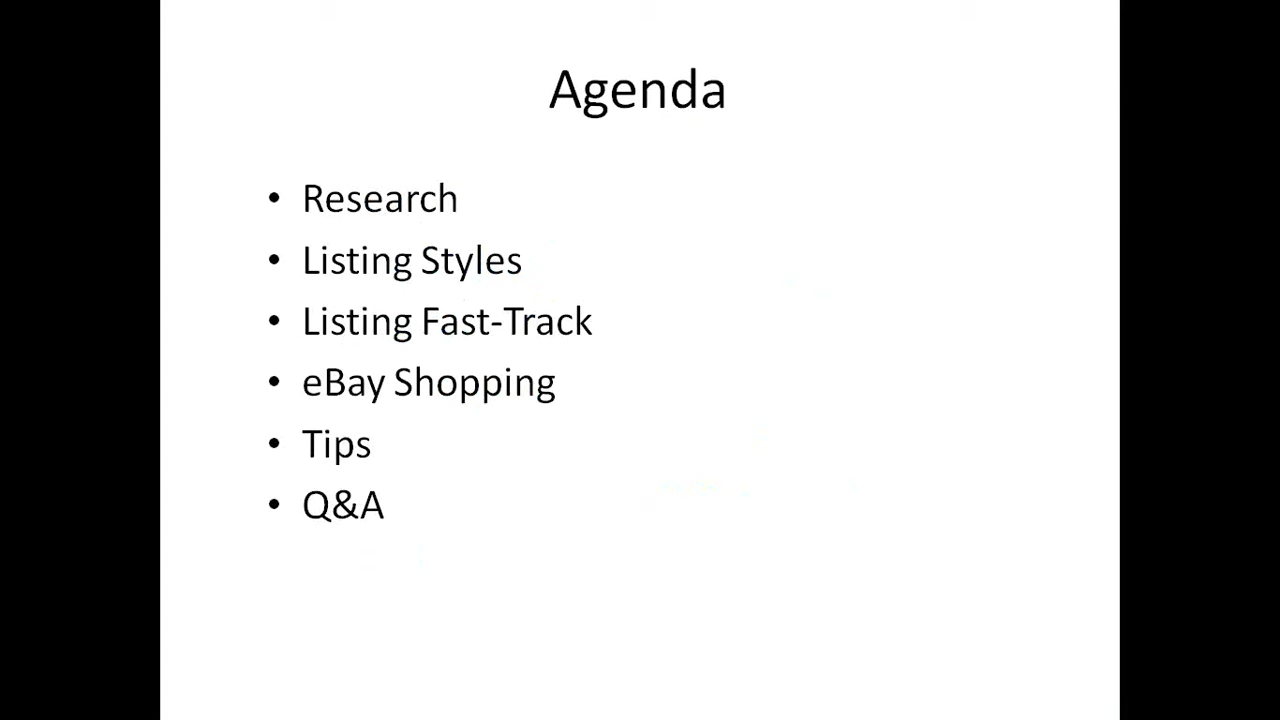 Agenda
• Research
• Listing Styles
• Listing Fast-Track
• eBay Shopping
• Tips
• Q&A